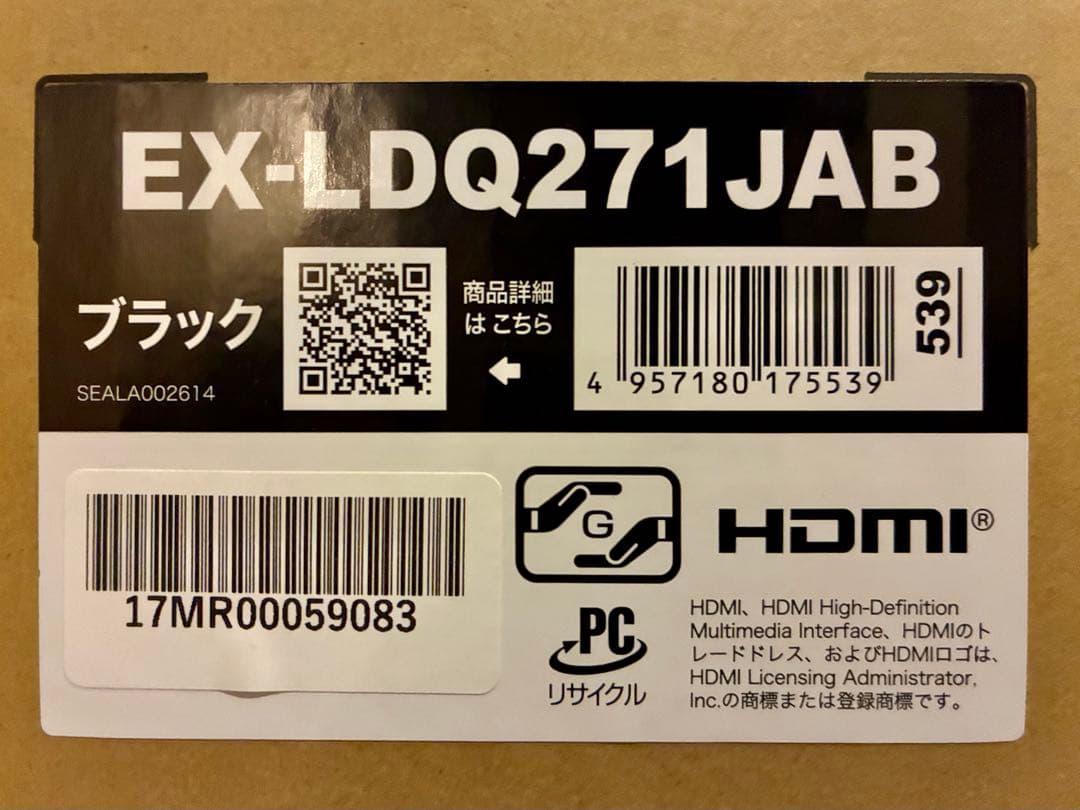 EX-LDQ271JAB
ブラック
SEALA002614
商品詳細
は こちら
4 957180 175539
539
17MR00059083
G
HDMI®
PC
リサイクル
HDMI、HDMI High-Definition
Multimedia Interface、HDMIのト
レードドレス、およびHDMIロゴは、
HDMI Licensing Administrator,
Inc.の商標または登録商標です。